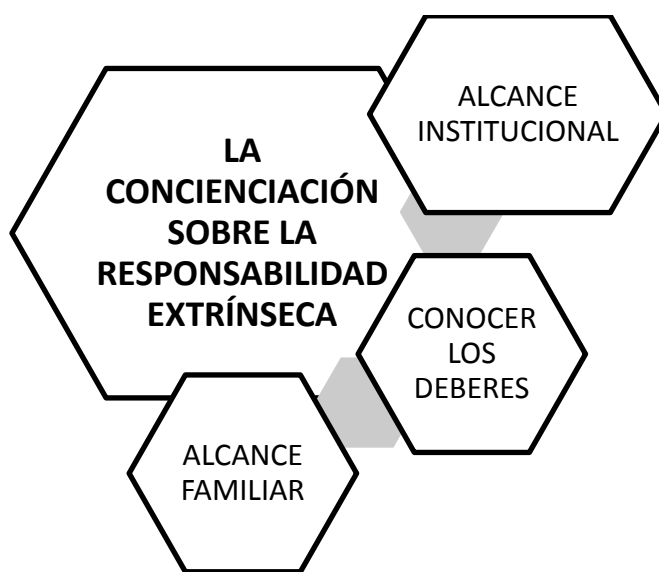 LA
CONCIENCIACIÓN
SOBRE LA
RESPONSABILIDAD
EXTRÍNSECA
ALCANCE
INSTITUCIONAL
CONOCER
LOS
DEBERES
ALCANCE
FAMILIAR